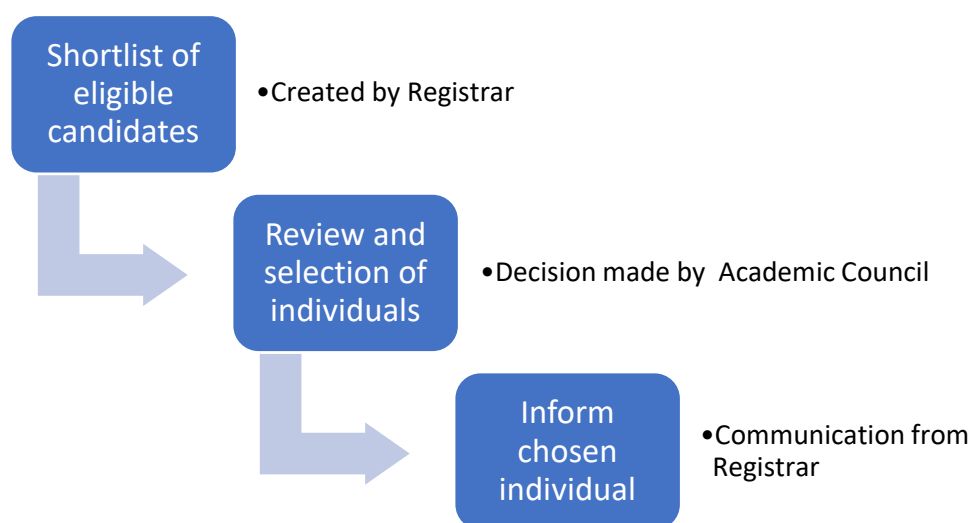 Shortlist of
eligible
candidates
•Created by Registrar
Review and
selection of
individuals
•Decision made by  Academic Council
Inform
chosen
individual
•Communication from
Registrar